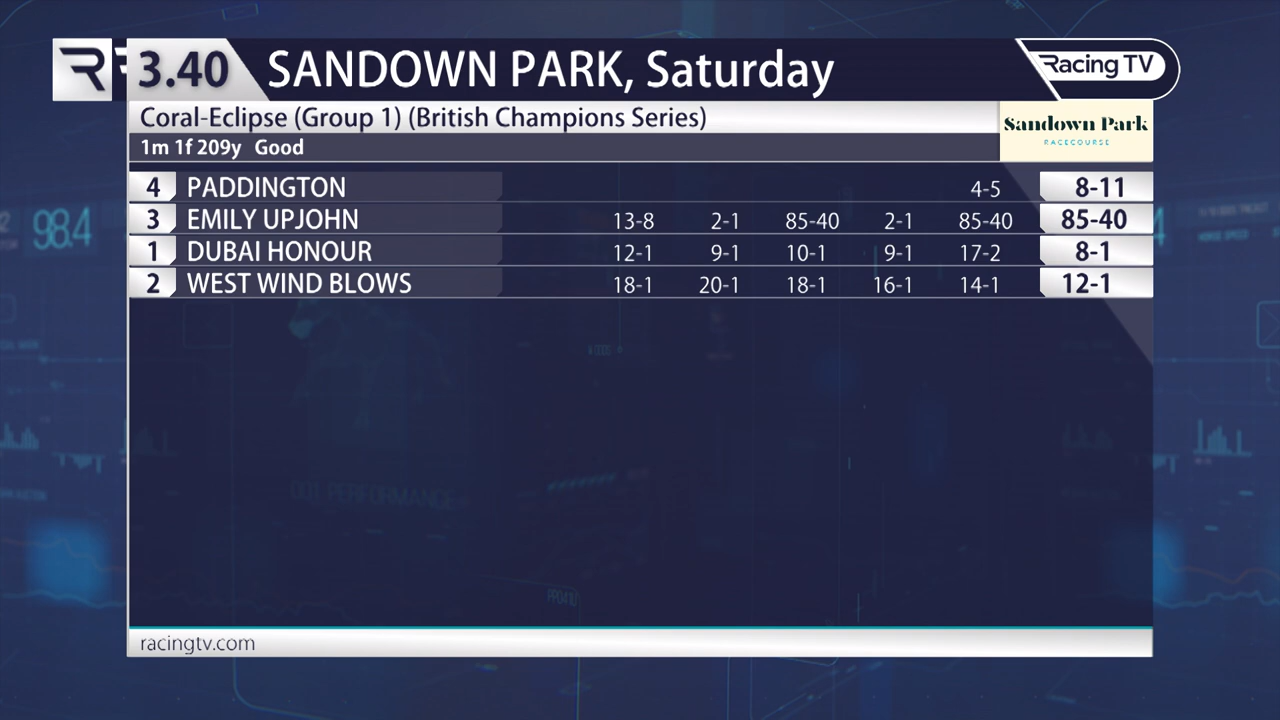 3.40 SANDOWN PARK, Saturday Racing TV
Coral-Eclipse (Group 1) (British Champions Series)
1m 1f 209y Good
Sandown Park
RACECOURSE
4 PADDINGTON 4-5 8-11
3 EMILY UPJOHN 13-8 2-1 85-40 2-1 85-40 85-40
1 DUBAI HONOUR 12-1 9-1 10-1 9-1 17-2 8-1
2 WEST WIND BLOWS 18-1 20-1 18-1 16-1 14-1 12-1
98.4
racingtv.com